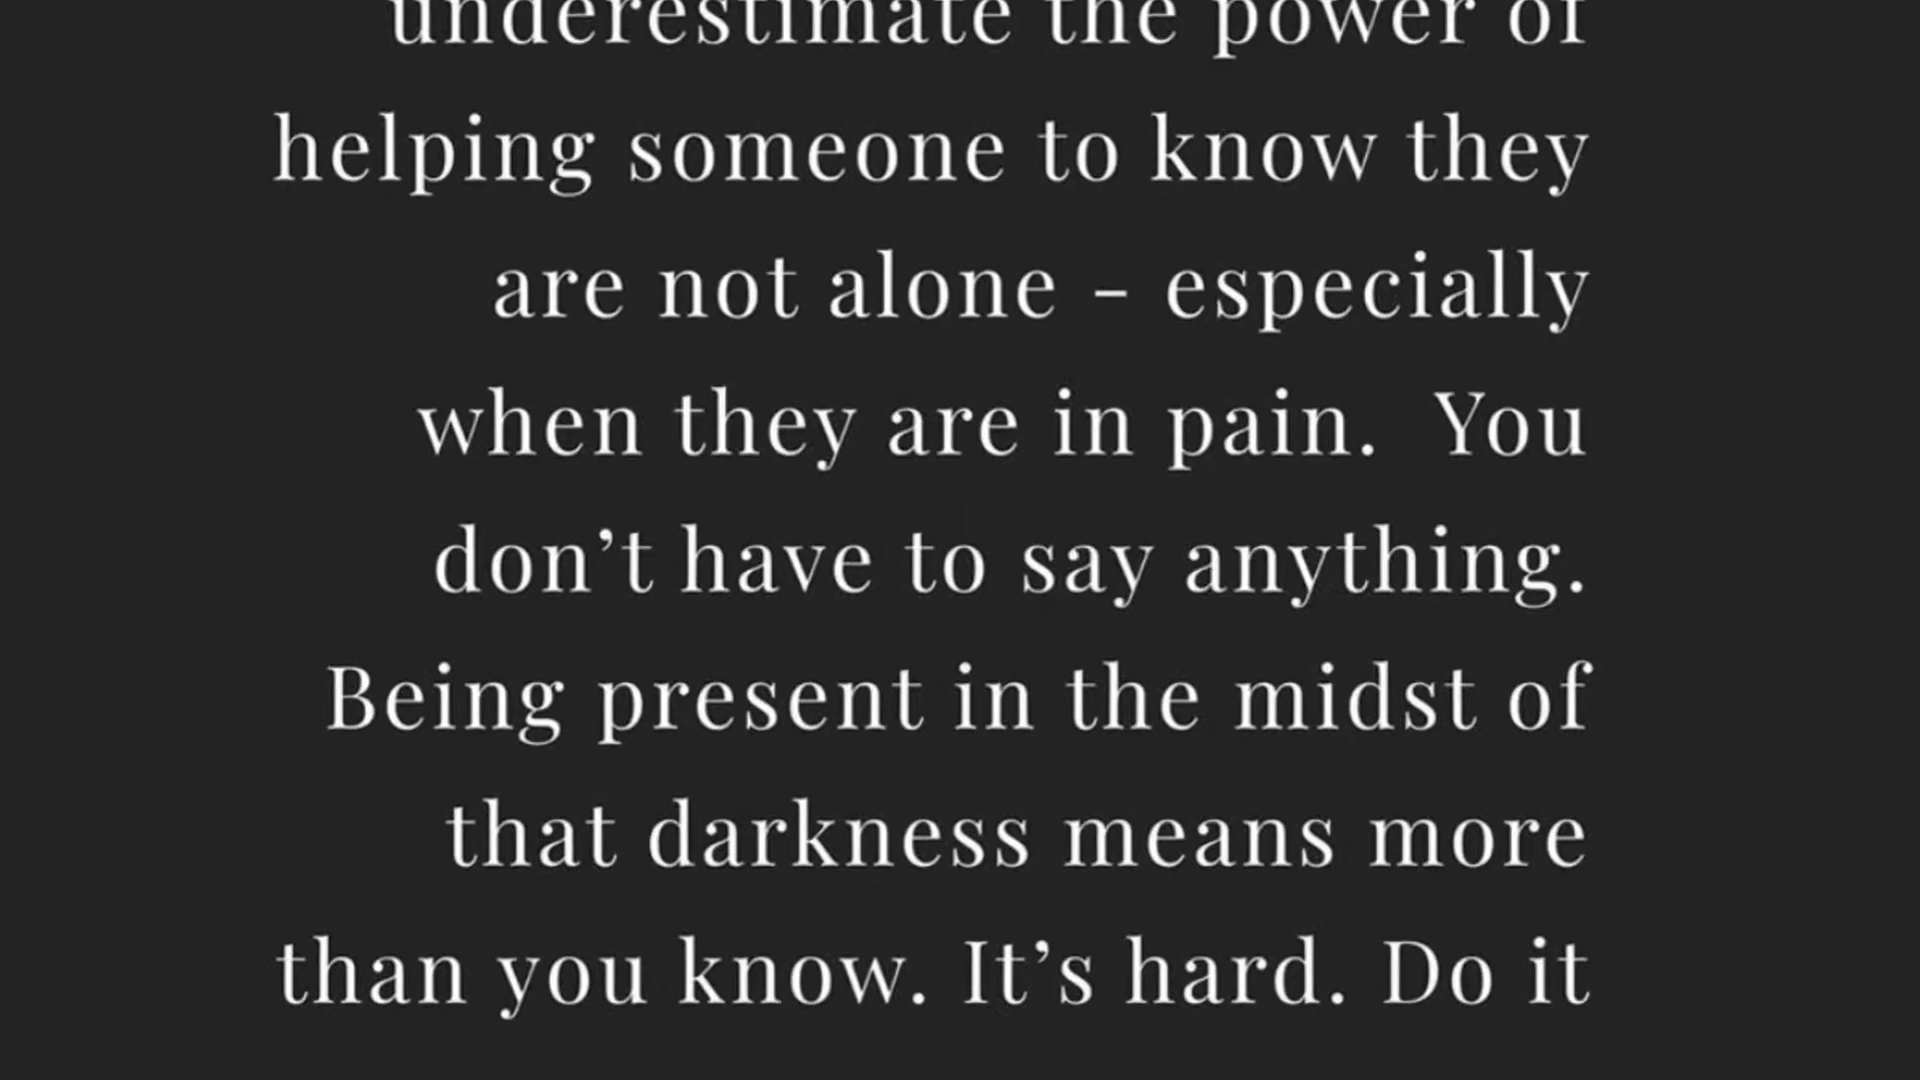 underestimate the power of
helping someone to know they
are not alone - especially
when they are in pain.  You
don’t have to say anything.
Being present in the midst of
that darkness means more
than you know. It’s hard. Do it